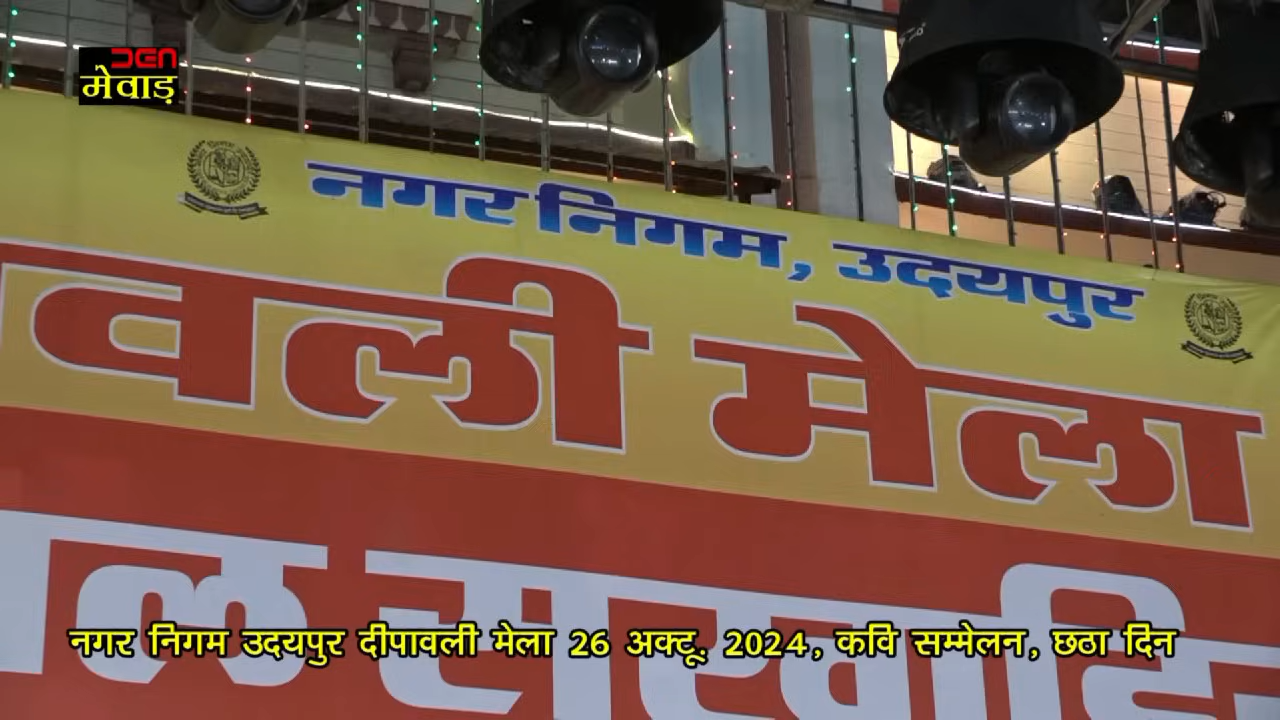 DEN
मेवाड़
नगर निगम, उदयपुर
वली मेला
नगर निगम उदयपुर दीपावली मेला 26 अक्टू. 2024, कवि सम्मेलन, छठा दिन